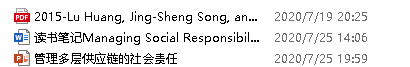 PDF 2015-Lu Huang, Jing-Sheng Song, an... 2020/7/19 20:25
W 读书笔记Managing Social Responsibil... 2020/7/25 14:06
P 管理多层供应链的社会责任 2020/7/25 19:59